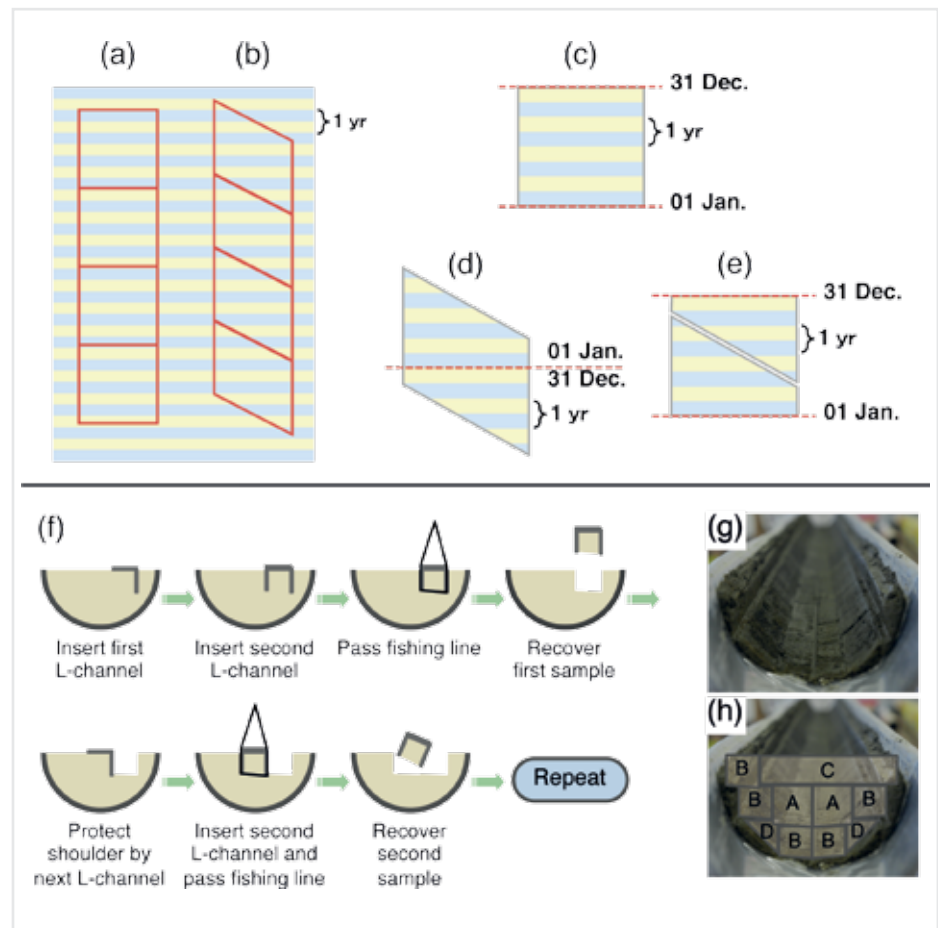 (a)
(b)
1 yr
(c)
31 Dec.
1 yr
01 Jan.
(d)
01 Jan.
31 Dec.
1 yr
(e)
31 Dec.
1 yr
01 Jan.
(f)
Insert first
L-channel
Insert second
L-channel
Pass fishing line
Recover
first sample
Protect
shoulder by
next L-channel
Insert second
L-channel and
pass fishing line
Recover
second
sample
Repeat
(g)
(h)
B C
B A A B
D B B D